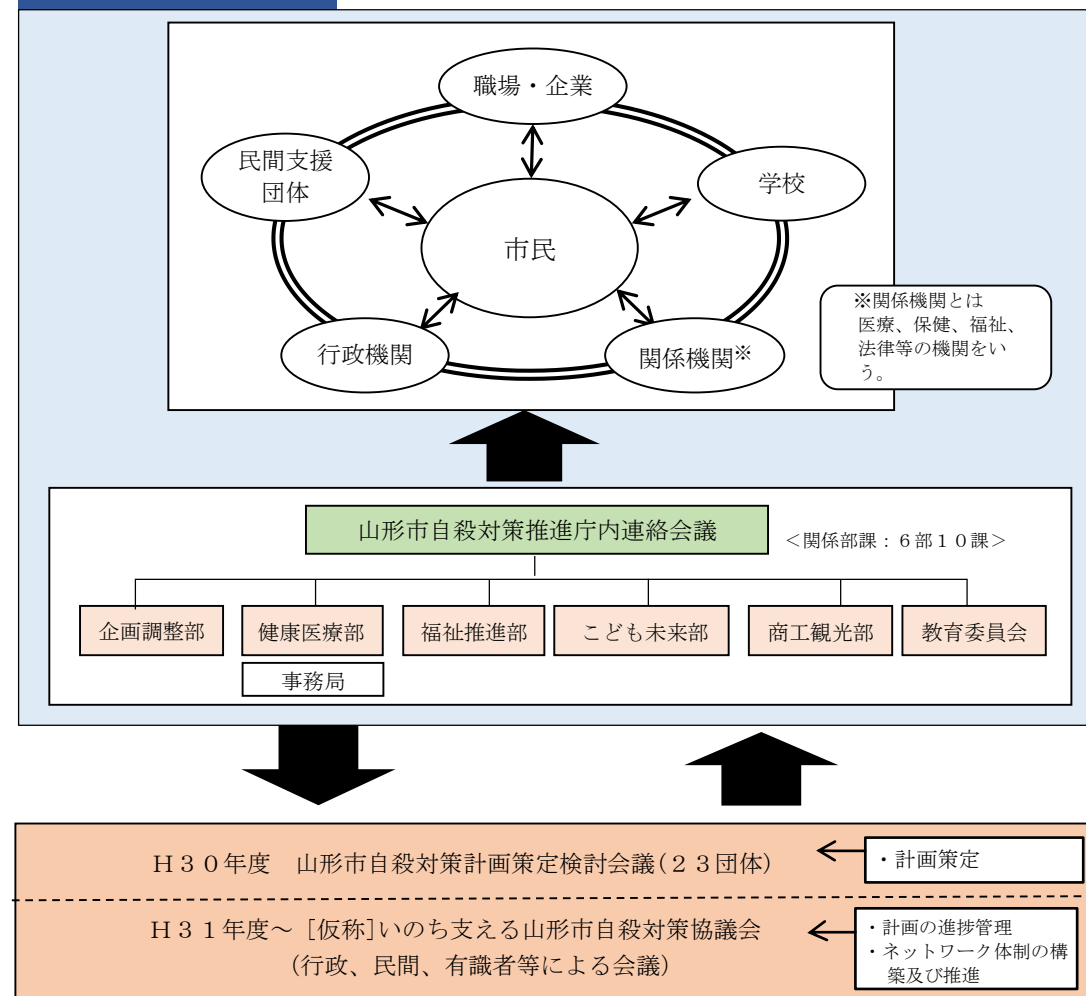 職場・企業
民間支援
団体
学校
市民
行政機関
関係機関※
※関係機関とは
医療、保健、福祉、
法律等の機関をい
う。
山形市自殺対策推進庁内連絡会議
＜関係部課：６部１０課＞
企画調整部
健康医療部
福祉推進部
こども未来部
商工観光部
教育委員会
事務局
Ｈ３０年度　山形市自殺対策計画策定検討会議(２３団体)
・計画策定
Ｈ３１年度～［仮称］いのち支える山形市自殺対策協議会
(行政、民間、有識者等による会議)
・計画の進捗管理
・ネットワーク体制の構
築及び推進